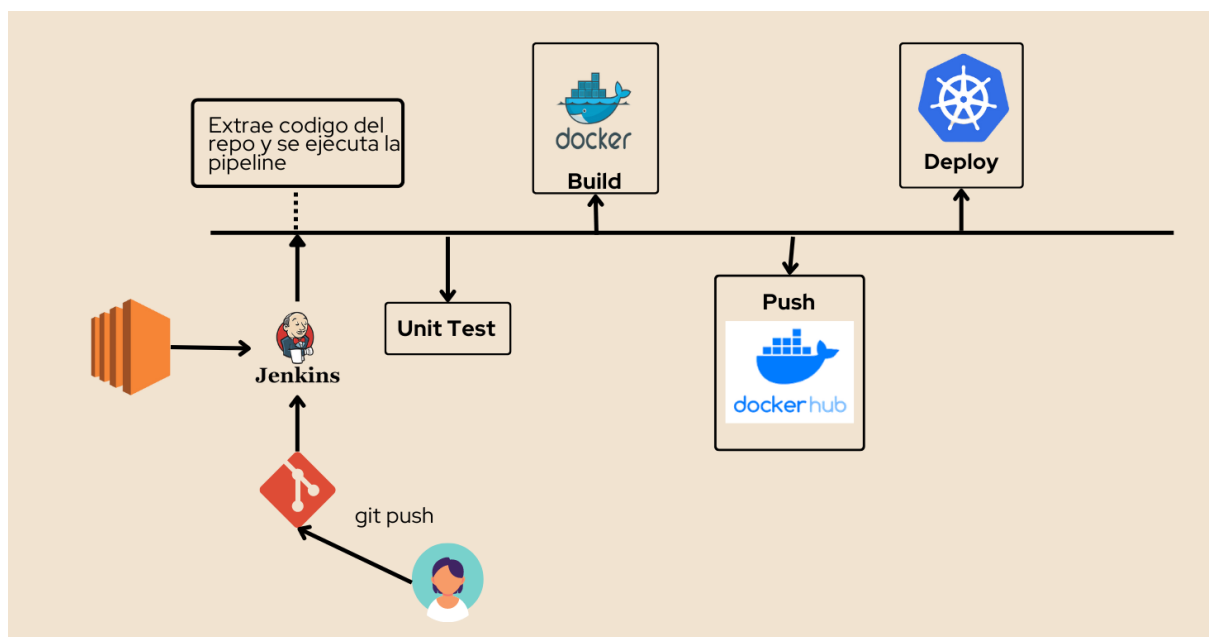 Extrae codigo del
repo y se ejecuta la
pipeline
docker
Build
Deploy
Unit Test
Push
dockerhub
Jenkins
git push